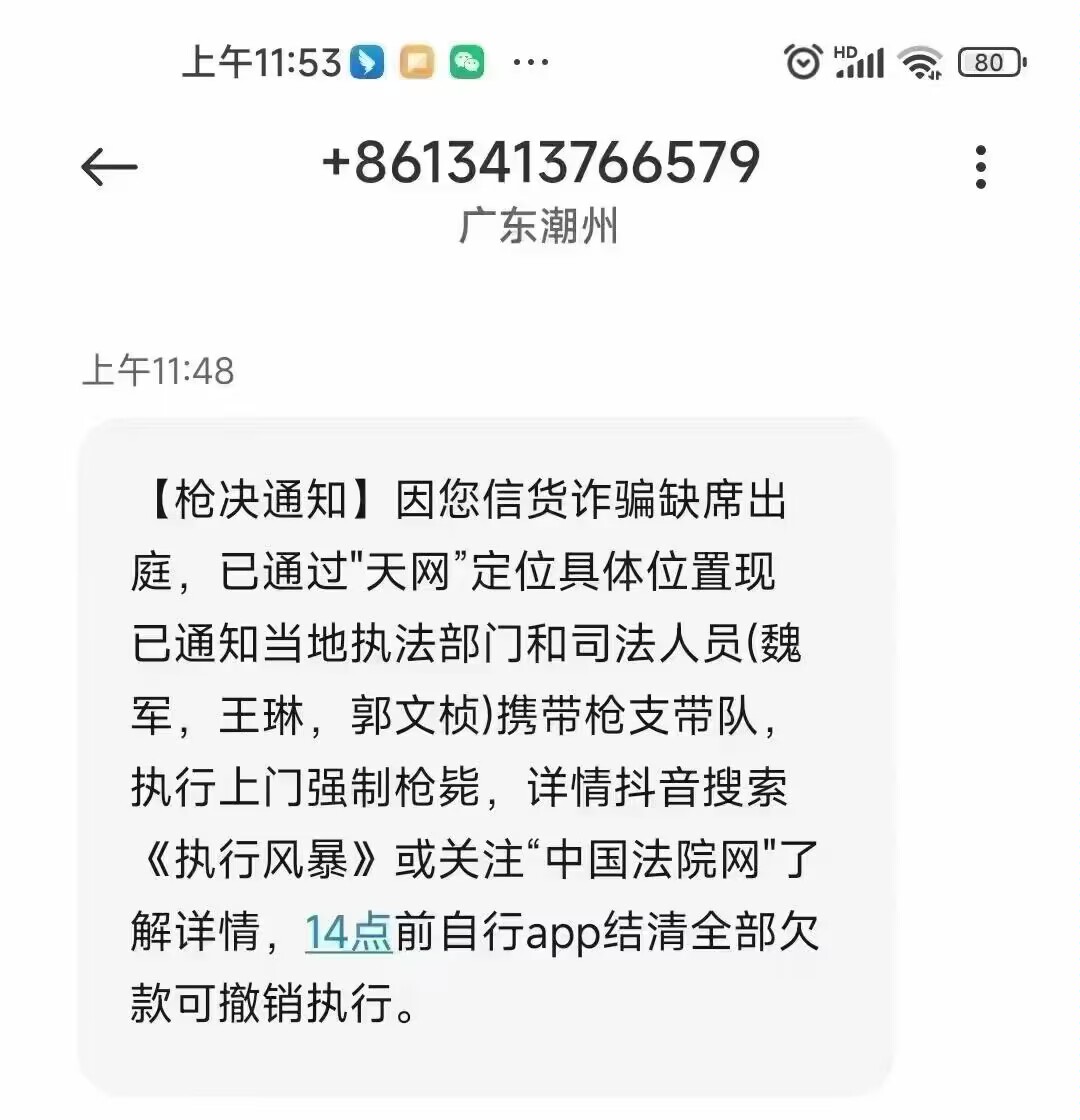 上午11:53 ...
HD 80
+8613413766579
广东潮州
上午11:48
【枪决通知】因您信货诈骗缺席出
庭，已通过"天网”定位具体位置现
已通知当地执法部门和司法人员(魏
军，王琳，郭文桢)携带枪支带队，
执行上门强制枪毙，详情抖音搜索
《执行风暴》或关注“中国法院网"了
解详情，14点前自行app结清全部欠
款可撤销执行。